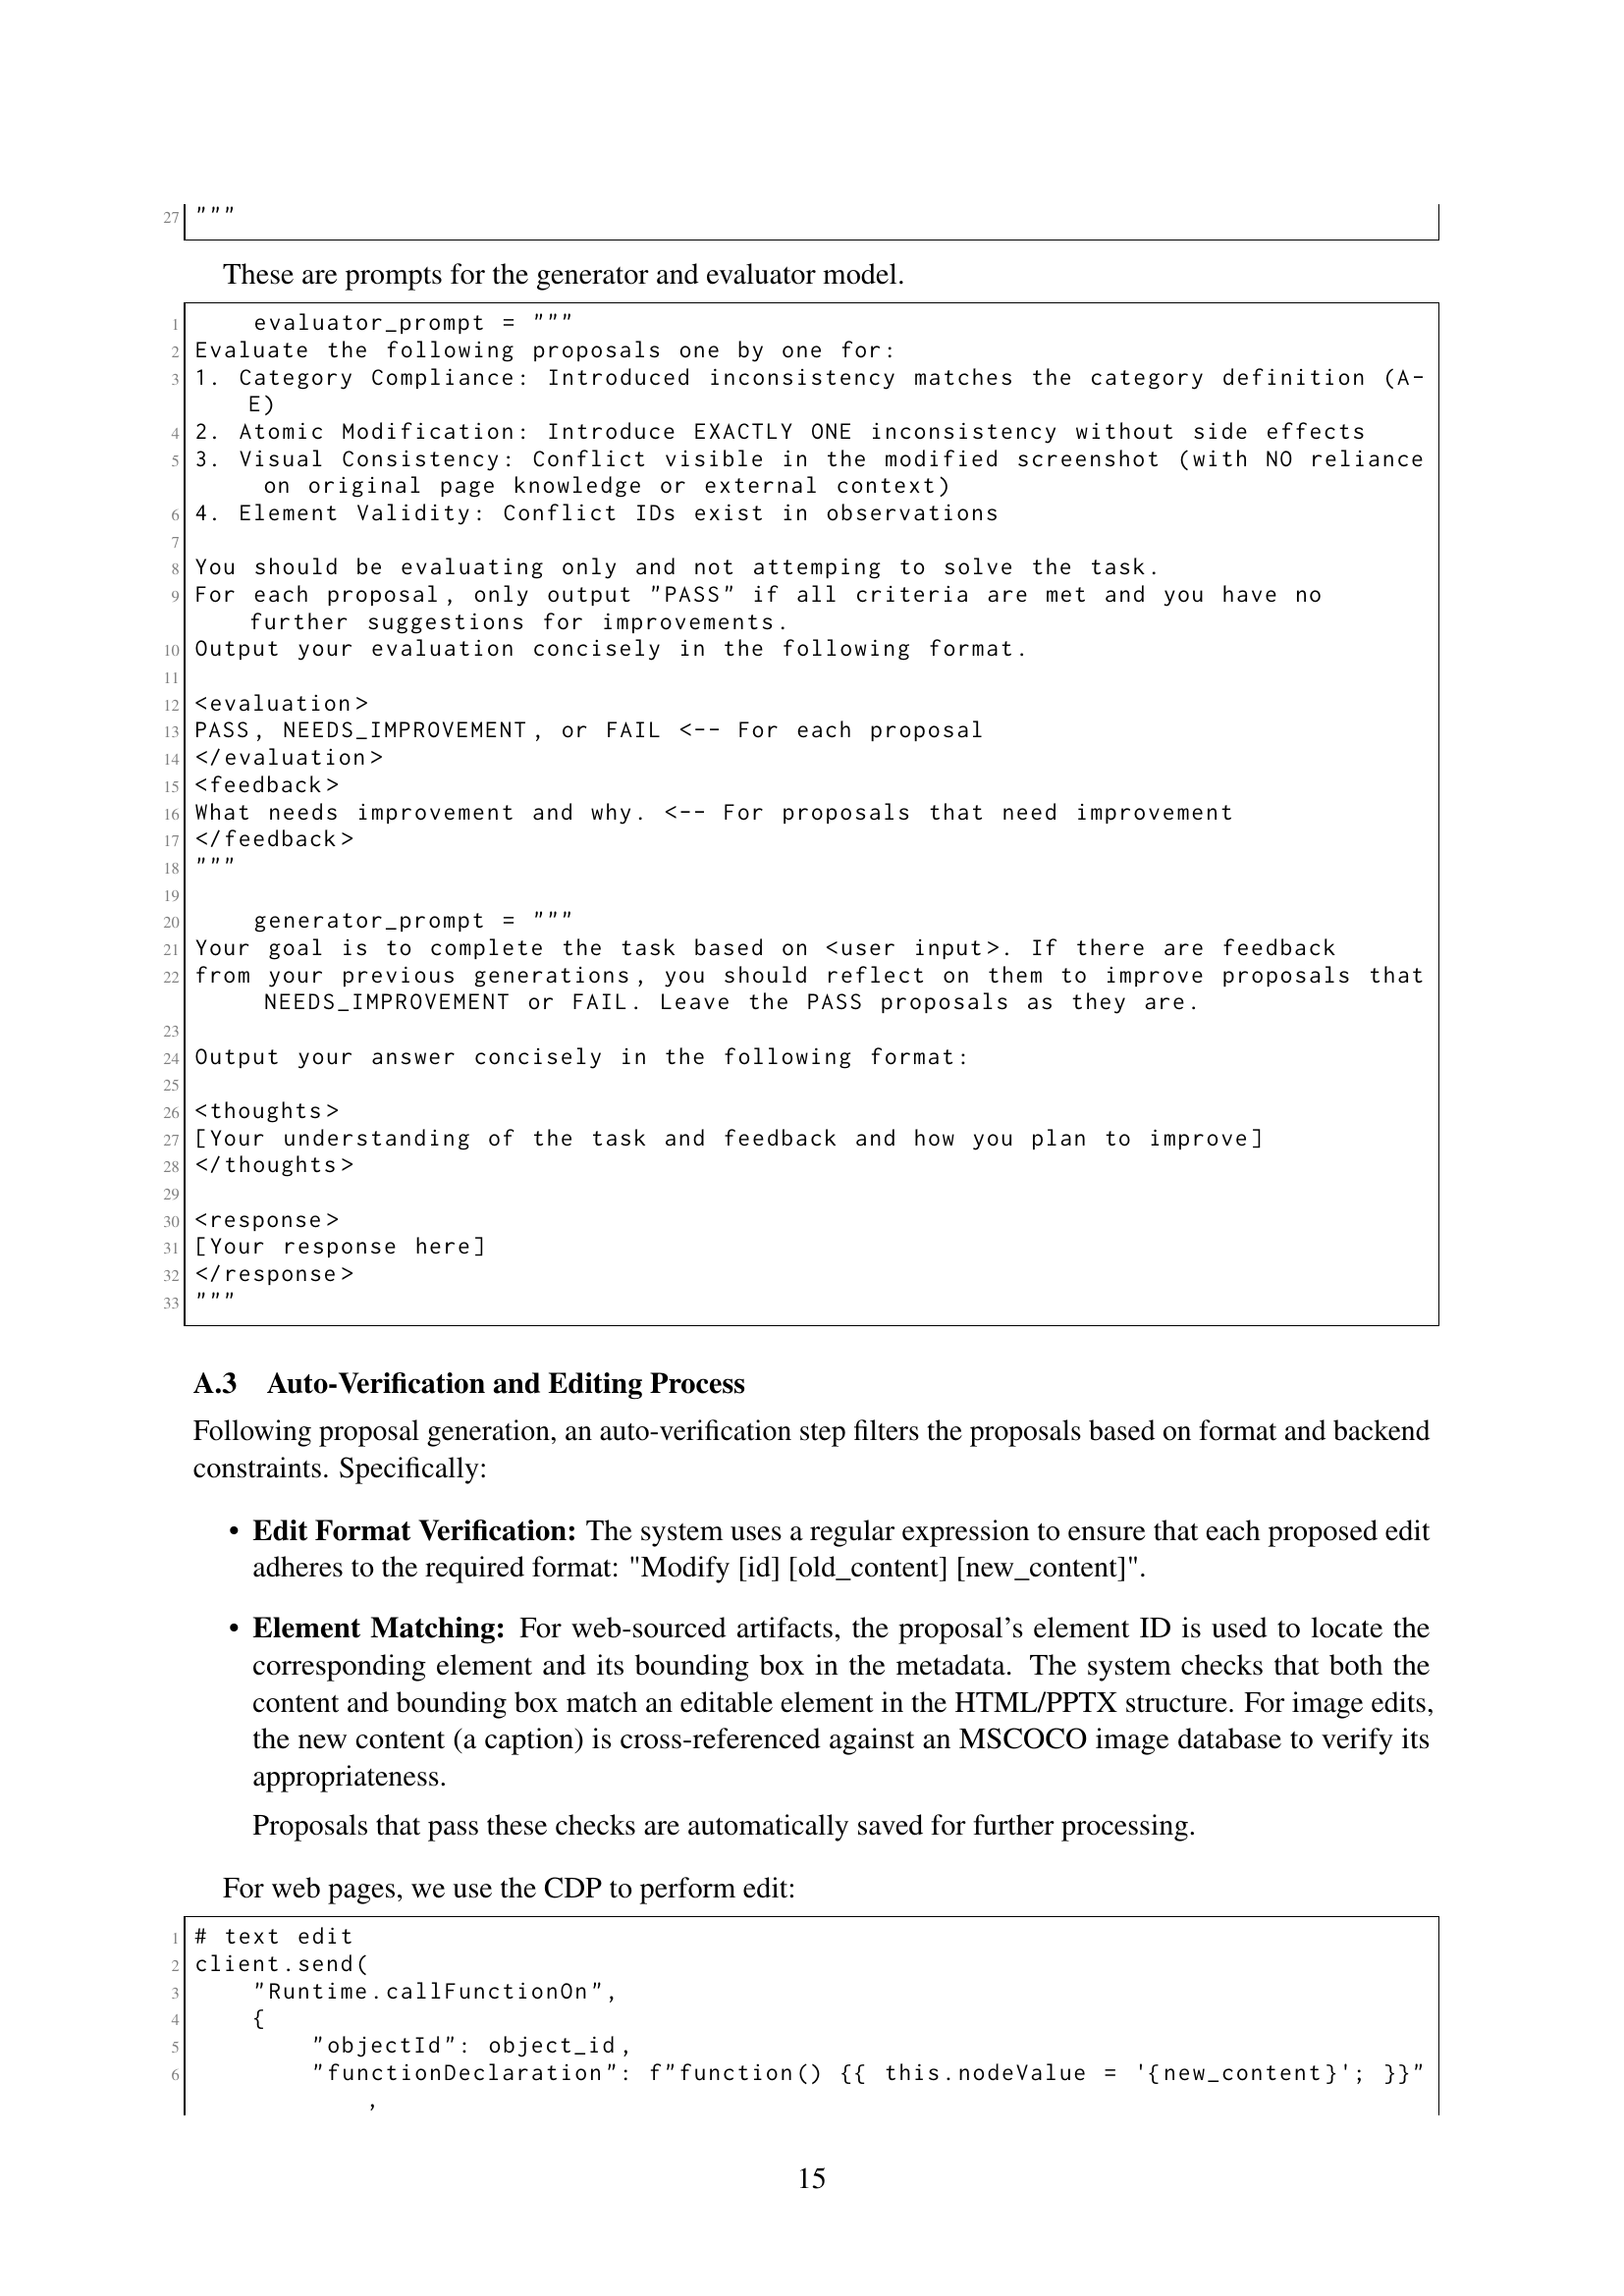 27 """
These are prompts for the generator and evaluator model.
1     evaluator_prompt = """
2 Evaluate the following proposals one by one for:
3 1. Category Compliance: Introduced inconsistency matches the category definition (A-
E)
4 2. Atomic Modification: Introduce EXACTLY ONE inconsistency without side effects
5 3. Visual Consistency: Conflict visible in the modified screenshot (with NO reliance
on original page knowledge or external context)
6 4. Element Validity: Conflict IDs exist in observations
7
8 You should be evaluating only and not attemping to solve the task.
9 For each proposal, only output "PASS" if all criteria are met and you have no
further suggestions for improvements.
10 Output your evaluation concisely in the following format.
11
12 <evaluation>
13 PASS, NEEDS_IMPROVEMENT, or FAIL <-- For each proposal
14 </evaluation>
15 <feedback>
16 What needs improvement and why. <-- For proposals that need improvement
17 </feedback>
18 """
19
20     generator_prompt = """
21 Your goal is to complete the task based on <user input>. If there are feedback
22 from your previous generations, you should reflect on them to improve proposals that
NEEDS_IMPROVEMENT or FAIL. Leave the PASS proposals as they are.
23
24 Output your answer concisely in the following format:
25
26 <thoughts>
27 [Your understanding of the task and feedback and how you plan to improve]
28 </thoughts>
29
30 <response>
31 [Your response here]
32 </response>
33 """
A.3 Auto-Verification and Editing Process
Following proposal generation, an auto-verification step filters the proposals based on format and backend
constraints. Specifically:
• Edit Format Verification: The system uses a regular expression to ensure that each proposed edit
adheres to the required format: "Modify [id] [old_content] [new_content]".
• Element Matching: For web-sourced artifacts, the proposal's element ID is used to locate the
corresponding element and its bounding box in the metadata. The system checks that both the
content and bounding box match an editable element in the HTML/PPTX structure. For image edits,
the new content (a caption) is cross-referenced against an MSCOCO image database to verify its
appropriateness.
Proposals that pass these checks are automatically saved for further processing.
For web pages, we use the CDP to perform edit:
1 # text edit
2 client.send(
3     "Runtime.callFunctionOn",
4     {
5         "objectId": object_id,
6         "functionDeclaration": f"function() {{ this.nodeValue = '{new_content}'; }}"
,
15